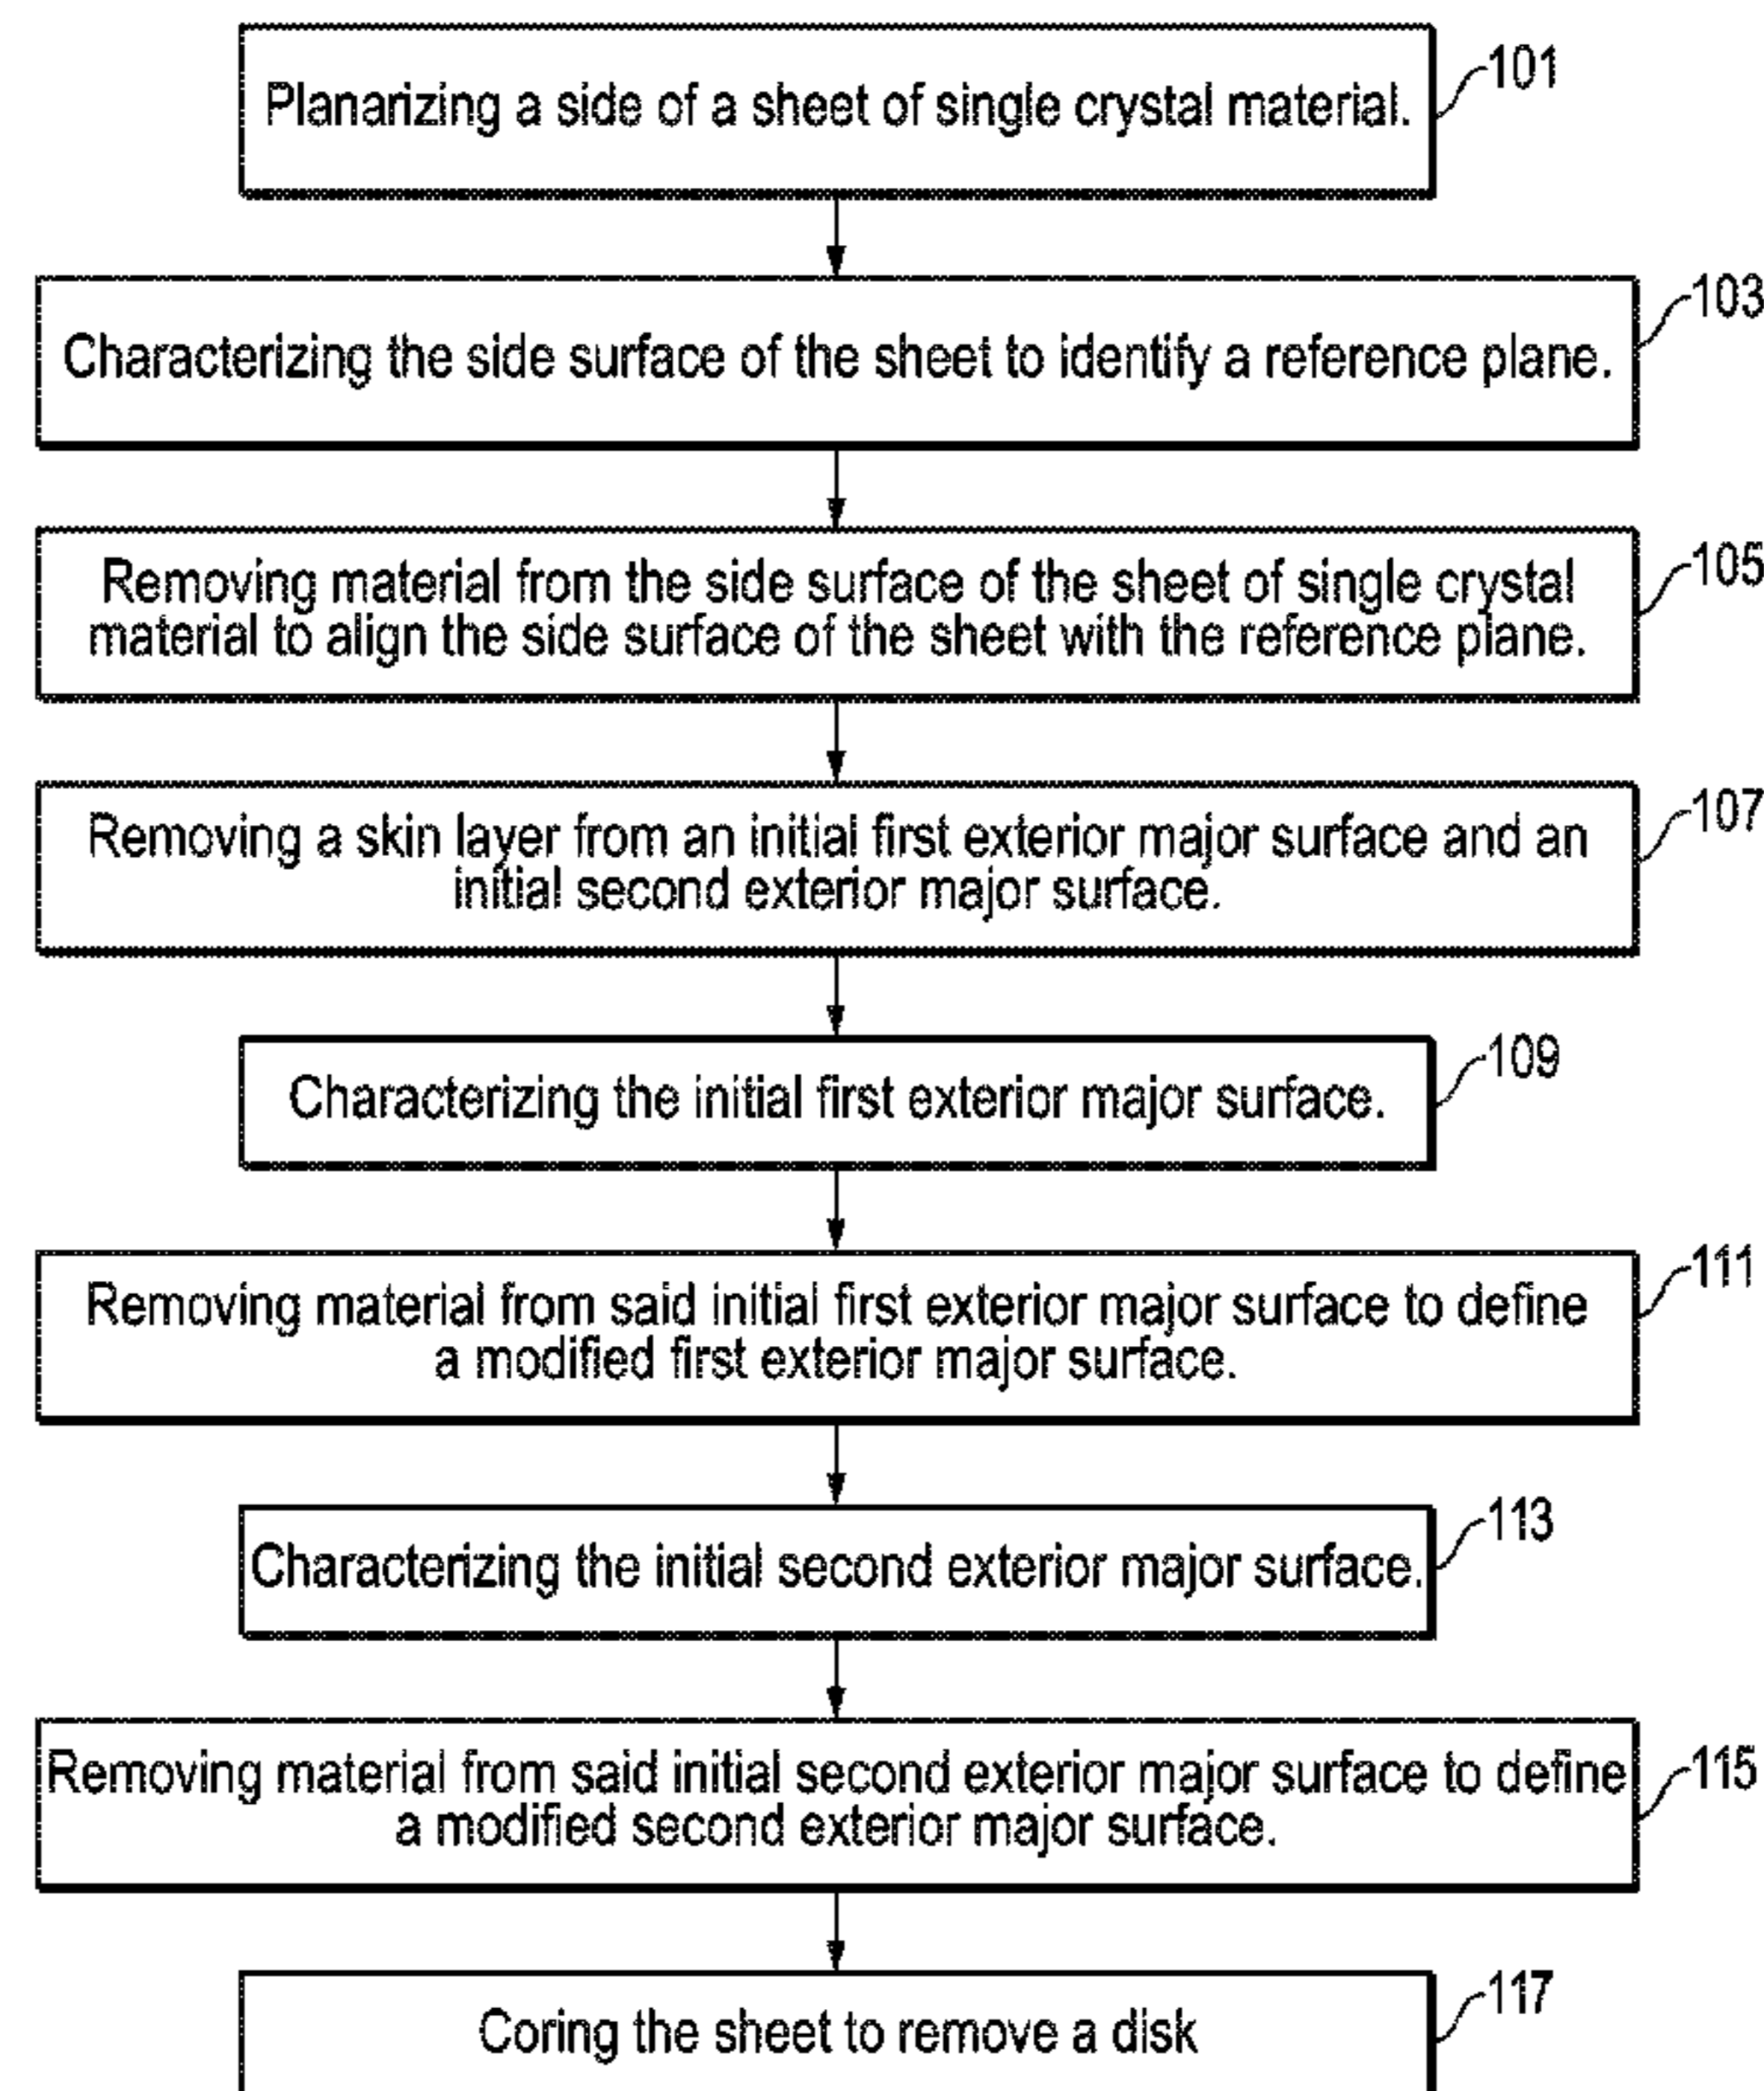 Planarizing a side of a sheet of single crystal material.
101
Characterizing the side surface of the sheet to identify a reference plane.
103
Removing material from the side surface of the sheet of single crystal
material to align the side surface of the sheet with the reference plane.
105
Removing a skin layer from an initial first exterior major surface and an
initial second exterior major surface.
107
Characterizing the initial first exterior major surface.
109
Removing material from said initial first exterior major surface to define
a modified first exterior major surface.
111
Characterizing the initial second exterior major surface.
113
Removing material from said initial second exterior major surface to define
a modified second exterior major surface.
115
Coring the sheet to remove a disk
117